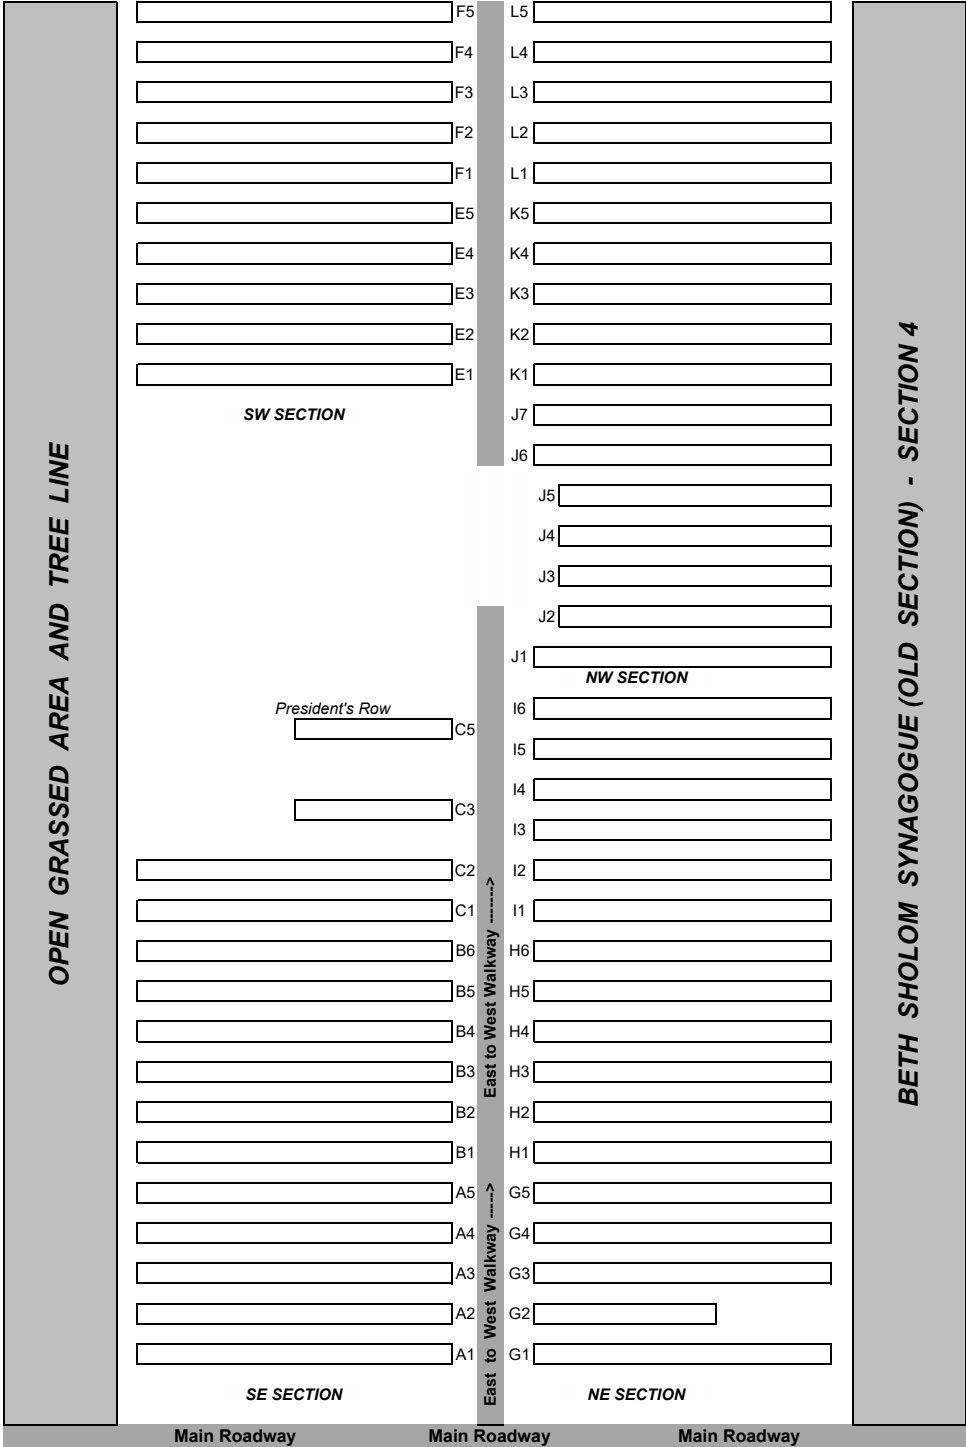 F5 L5
F4 L4
F3 L3
F2 L2
F1 L1
E5 K5
E4 K4
E3 K3
E2 K2
E1 K1
SW SECTION J7
J6
J5
J4
J3
J2
J1
NW SECTION
President's Row I6
C5
I5
I4
C3
I3
C2 I2
C1 I1
B6 H6
B5 H5
B4 H4
B3 H3
B2 H2
B1 H1
A5 G5
A4 G4
A3 G3
A2 G2
A1 G1
SE SECTION NE SECTION
OPEN GRASSED AREA AND TREE LINE
East to West Walkway ------->
East to West Walkway ----->
BETH SHOLOM SYNAGOGUE (OLD SECTION) - SECTION 4
Main Roadway Main Roadway Main Roadway